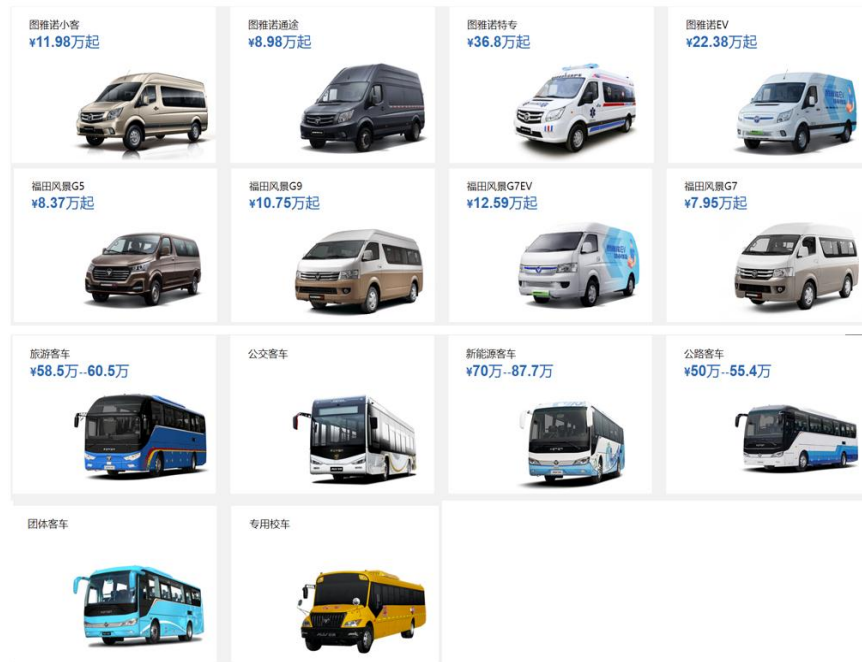 图雅诺小客
¥11.98万起
图雅诺通途
¥8.98万起
图雅诺特专
¥36.8万起
图雅诺EV
¥22.38万起
福田风景G5
¥8.37万起
福田风景G9
¥10.75万起
福田风景G7EV
¥12.59万起
福田风景G7
¥7.95万起
旅游客车
¥58.5万--60.5万
公交客车
新能源客车
¥70万--87.7万
公路客车
¥50万--55.4万
团体客车
专用校车